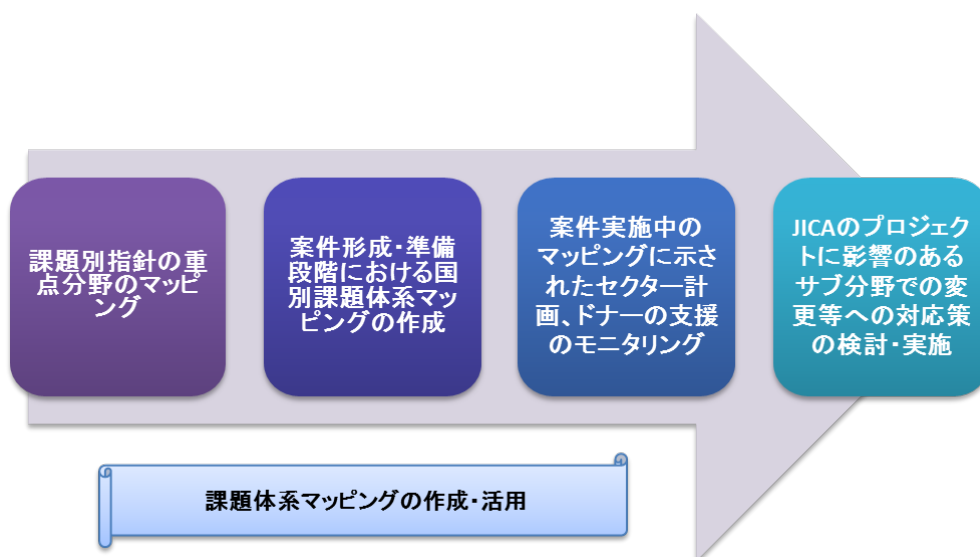 課題別指針の重
点分野のマッピ
ング
案件形成・準備
段階における国
別課題体系マッ
ピングの作成
案件実施中の
マッピングに示さ
れたセクター計
画、ドナーの支援
のモニタリング
JICAのプロジェク
トに影響のある
サブ分野での変
更等への対応策
の検討・実施
課題体系マッピングの作成・活用